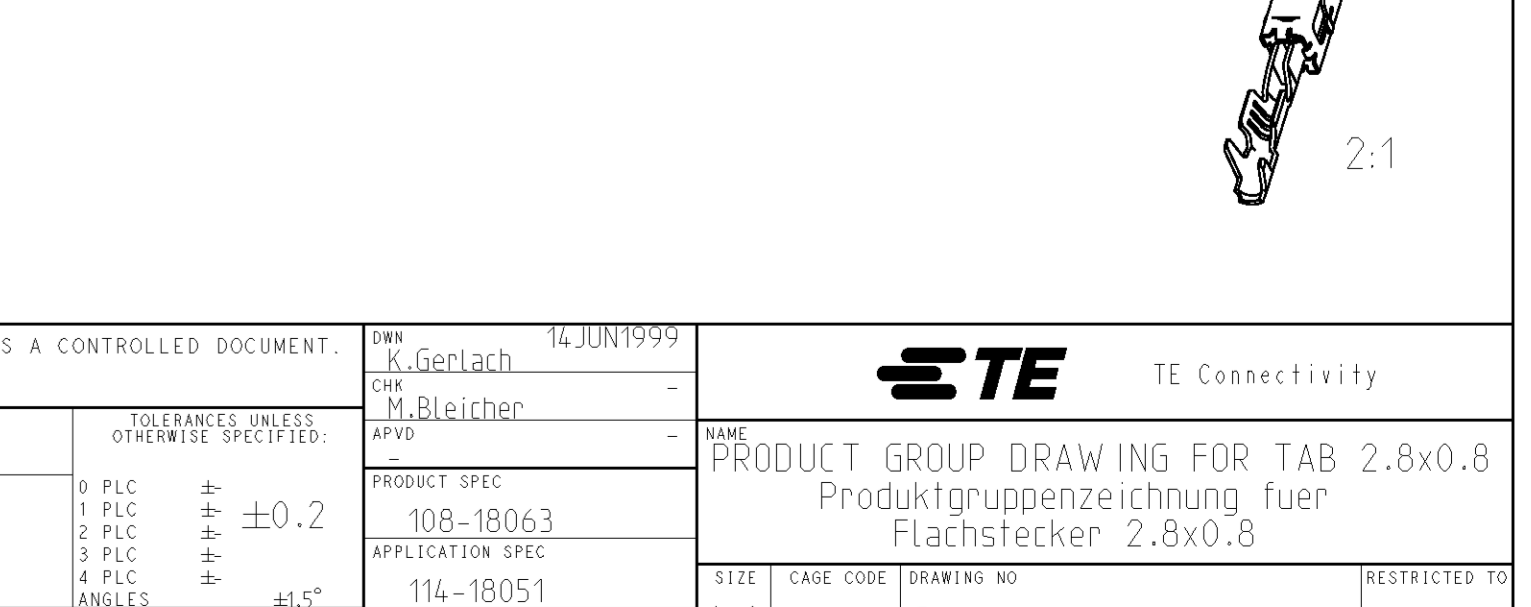 2:1
S A CONTROLLED DOCUMENT.
DWN 14JUN1999
K.Gerlach
CHK -
M.Bleicher
APVD -
-
TE TE Connectivity
TOLERANCES UNLESS
OTHERWISE SPECIFIED:
0 PLC ±-
1 PLC ±-
2 PLC ±-
3 PLC ±-
4 PLC ±-
±0.2
ANGLES ±1.5°
PRODUCT SPEC
108-18063
APPLICATION SPEC
114-18051
NAME
PRODUCT GROUP DRAWING FOR TAB 2.8x0.8
Produktgruppenzeichnung fuer
Flachstecker 2.8x0.8
SIZE
CAGE CODE
DRAWING NO
RESTRICTED TO